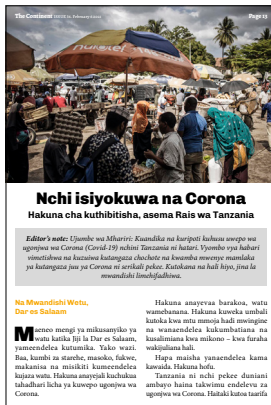 The Continent ISSUE 34. February 6 2021
Page 13
nutrifelt
Nchi isiyokuwa na Corona
Hakuna cha kuthibitisha, asema Rais wa Tanzania
Editor's note: Ujumbe wa Mhariri: Kuandika na kuripoti kuhusu uwepo wa
ugonjwa wa Corona (Covid-19) nchini Tanzania ni hatari. Vyombo vya habari
vimetishwa na kuzuiwa kutangaza chochote na kwamba mwenye mamlaka
ya kutangaza juu ya Corona ni serikali pekee. Kutokana na hali hiyo, jina la
mwandishi limehifadhiwa.
Na Mwandishi Wetu,
Dar es Salaam
Maeneo mengi ya mikusanyiko ya
watu katika Jiji la Dar es Salaam,
yameendelea kutumika. Yako wazi.
Baa, kumbi za starehe, masoko, fukwe,
makanisa na misikiti kumeendelea
kujaza watu. Hakuna anayejali kuchukua
tahadhari licha ya kuwepo ugonjwa wa
Corona.
Hakuna anayevaa barakoa, watu
wamebanana. Hakuna kuweka umbali
kutoka kwa mtu mmoja hadi mwingine
na wanaendelea kukumbatiana na
kusalimiana kwa mikono – kwa furaha
wakijuliana hali.
Hapa maisha yanaendelea kama
kawaida. Hakuna hofu.
Tanzania ni nchi pekee duniani
ambayo haina takwimu endelevu za
ugonjwa wa Corona. Haitaki kutoa taarifa